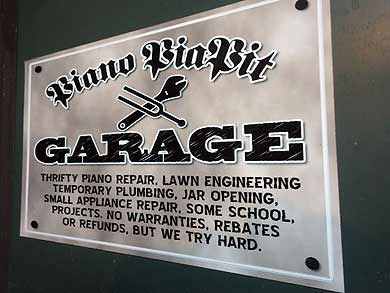 Piano PiaPit
GARAGE
THRIFTY PIANO REPAIR, LAWN ENGINEERING
TEMPORARY PLUMBING, JAR OPENING,
SMALL APPLIANCE REPAIR, SOME SCHOOL,
PROJECTS. NO WARRANTIES, REBATES
OR REFUNDS, BUT WE TRY HARD.